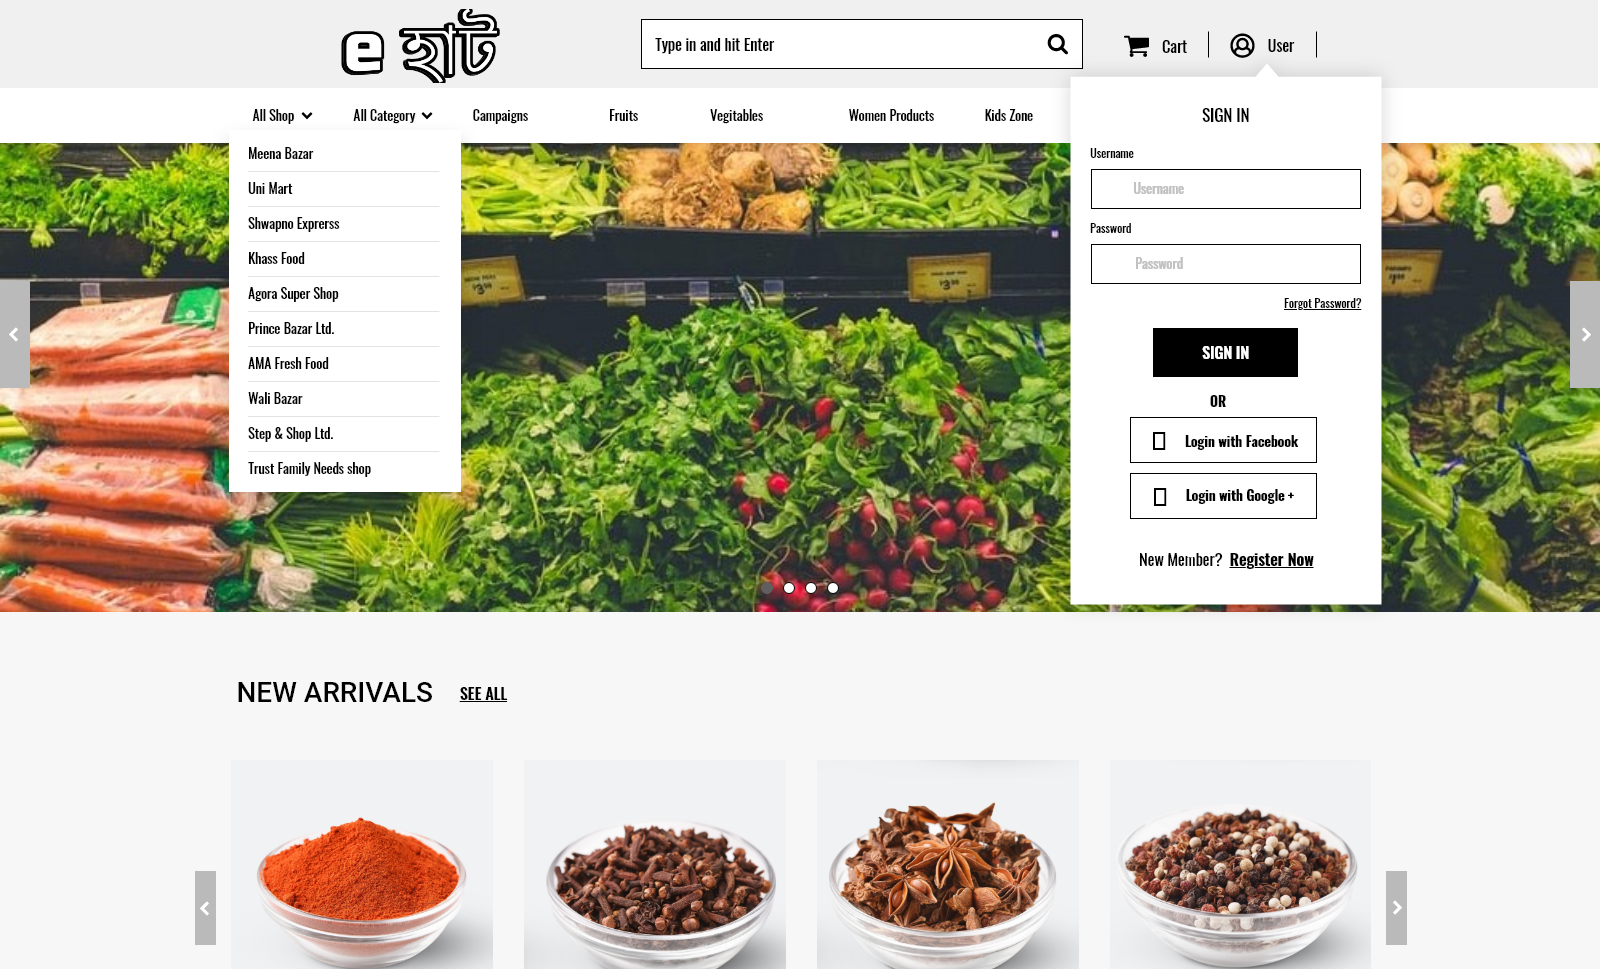 e হাট
Type in and hit Enter
Cart
User
All Shop
All Category
Campaigns
Fruits
Vegitables
Women Products
Kids Zone
Meena Bazar
Uni Mart
Shwapno Exprerss
Khass Food
Agora Super Shop
Prince Bazar Ltd.
AMA Fresh Food
Wali Bazar
Step & Shop Ltd.
Trust Family Needs shop
SIGN IN
Username
Username
Password
Password
Forgot Password?
SIGN IN
OR
Login with Facebook
Login with Google +
New Member? Register Now
NEW ARRIVALS
SEE ALL